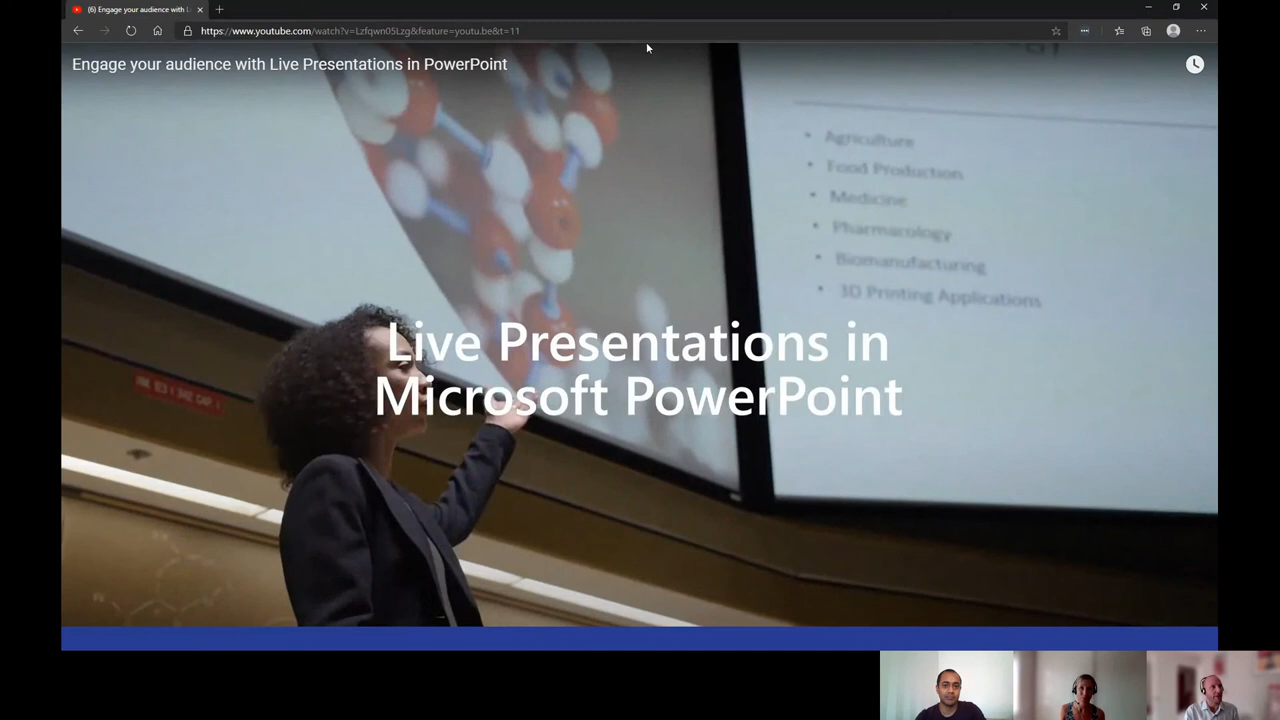 (6) Engage your audience with L
https://www.youtube.com/watch?v=Lzfqwn05Lzg&feature=youtu.be&t=11
Engage your audience with Live Presentations in PowerPoint
Agriculture
Food Production
Medicine
Pharmacology
Biomanufacturing
3D Printing Applications
Live Presentations in
Microsoft PowerPoint